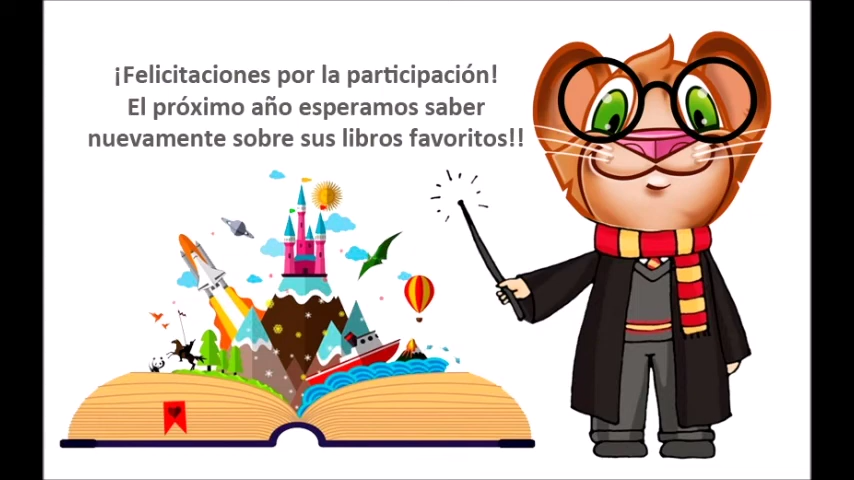 ¡Felicitaciones por la participación!
El próximo año esperamos saber
nuevamente sobre sus libros favoritos!!